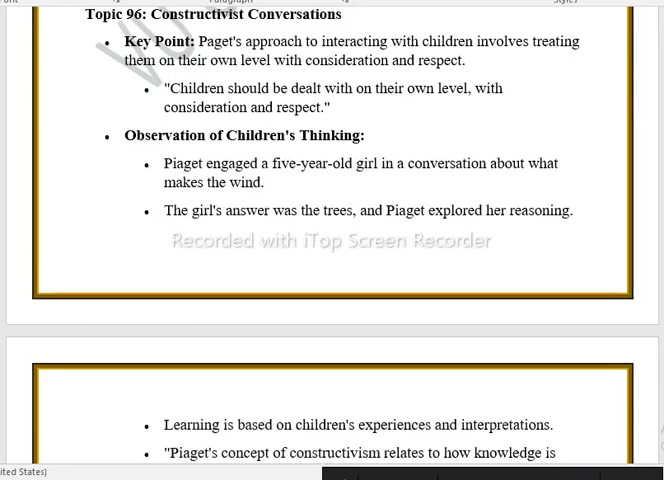 Topic 96: Constructivist Conversations
• Key Point: Paget's approach to interacting with children involves treating
them on their own level with consideration and respect.
• "Children should be dealt with on their own level, with
consideration and respect."
• Observation of Children's Thinking:
• Piaget engaged a five-year-old girl in a conversation about what
makes the wind.
• The girl's answer was the trees, and Piaget explored her reasoning.
Recorded with iTop Screen Recorder
• Learning is based on children's experiences and interpretations.
• "Piaget's concept of constructivism relates to how knowledge is
ited States)